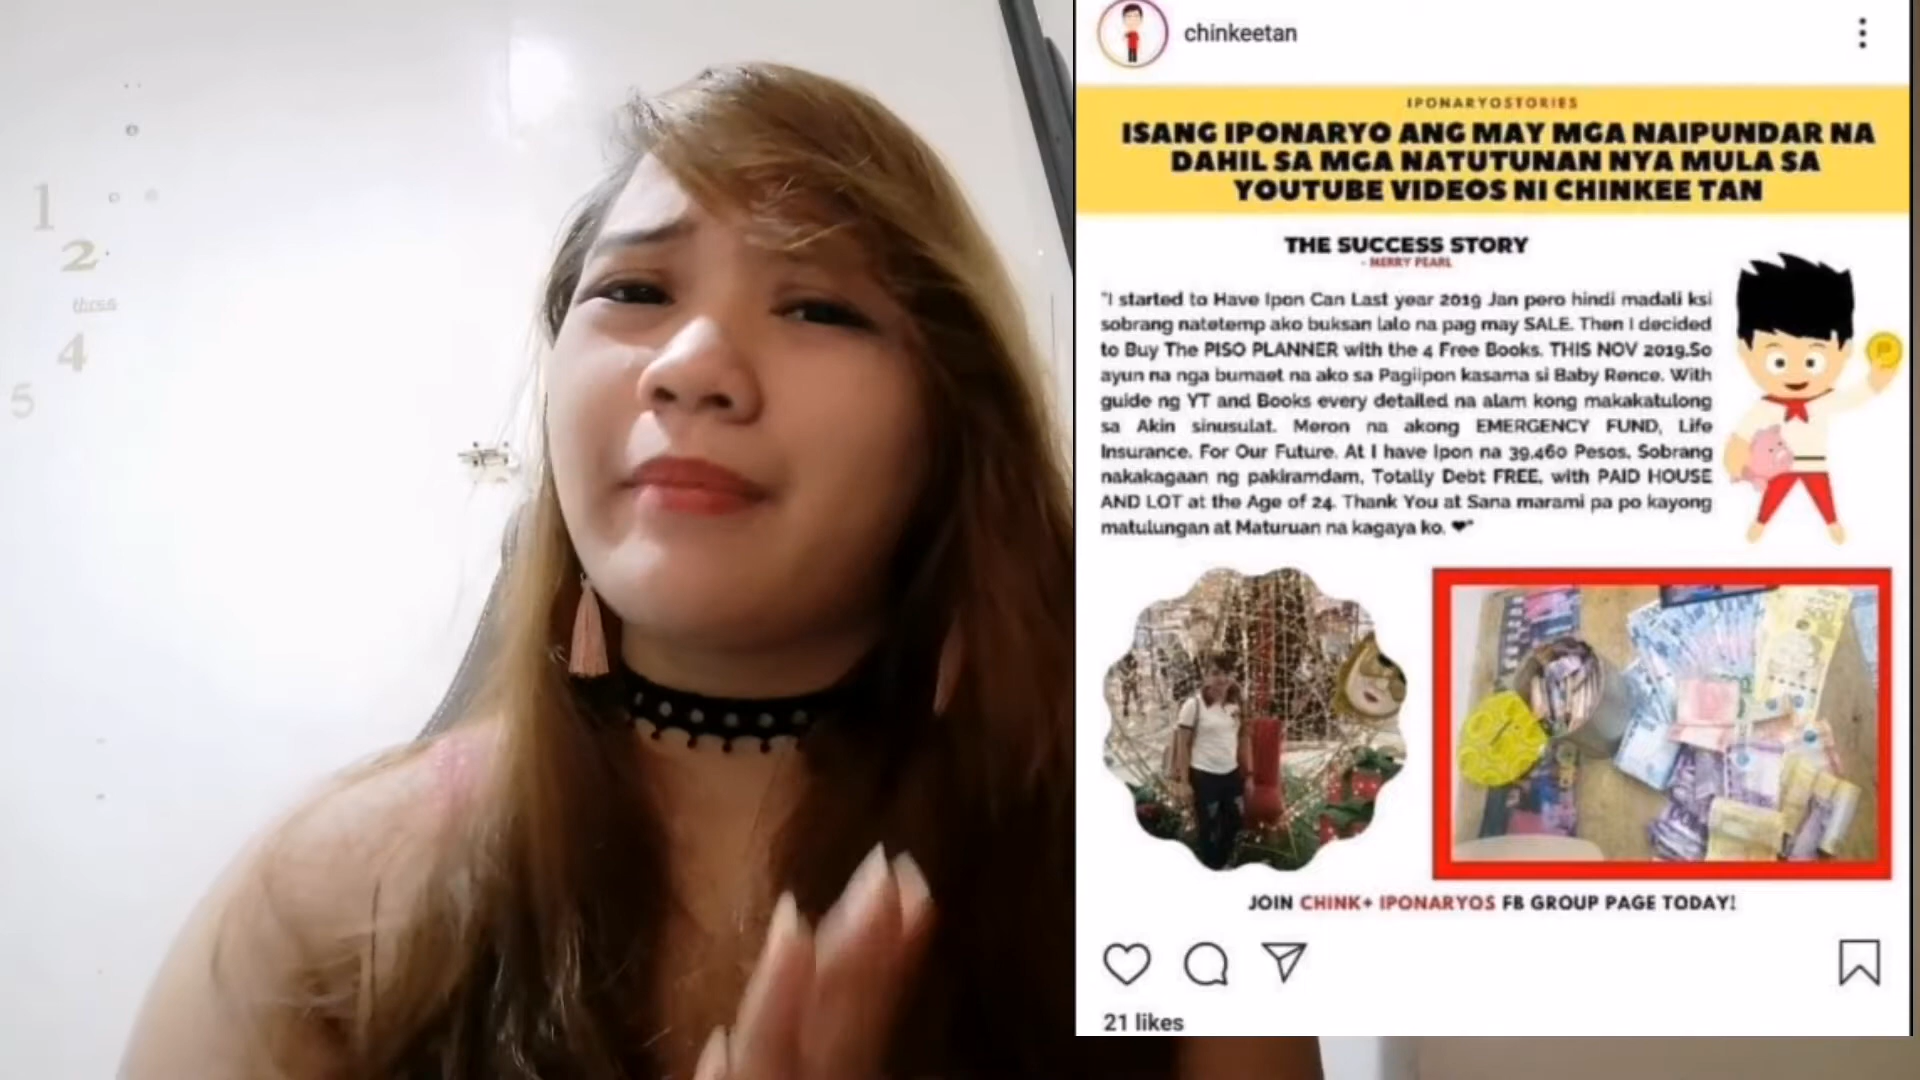 1
2
three
4
5
chinkeetan
IPONARYOSTORIES
ISANG IPONARYO ANG MAY MGA NAIPUNDAR NA
DAHIL SA MGA NATUTUNAN NYA MULA SA
YOUTUBE VIDEOS NI CHINKEE TAN
THE SUCCESS STORY
- MERRY PEARL
"I started to Have Ipon Can Last year 2019 Jan pero hindi madali ksi
sobrang natetemp ako buksan lalo na pag may SALE. Then I decided
to Buy The PISO PLANNER with the 4 Free Books. THIS NOV 2019.So
ayun na nga bumaet na ako sa Pagiipon kasama si Baby Rence. With
guide ng YT and Books every detailed na alam kong makakatulong
sa Akin sinusulat. Meron na akong EMERGENCY FUND, Life
Insurance. For Our Future. At I have Ipon na 39,460 Pesos, Sobrang
nakakagaan ng pakiramdam, Totally Debt FREE, with PAID HOUSE
AND LOT at the Age of 24. Thank You at Sana marami pa po kayong
matulungan at Maturuan na kagaya ko. ❤"
JOIN CHINK+ IPONARYOS FB GROUP PAGE TODAY!
21 likes